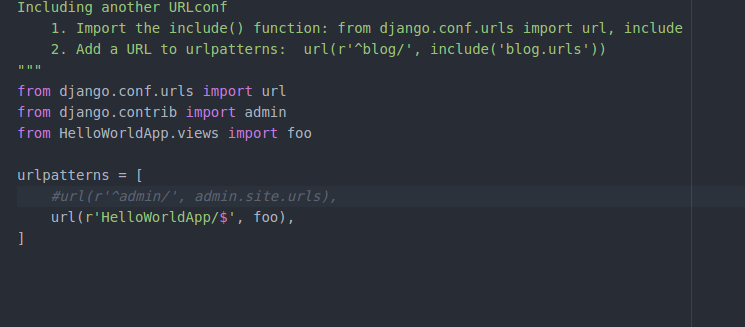 Including another URLconf
    1. Import the include() function: from django.conf.urls import url, include
    2. Add a URL to urlpatterns:  url(r'^blog/', include('blog.urls'))
"""
from django.conf.urls import url
from django.contrib import admin
from HelloWorldApp.views import foo

urlpatterns = [
    #url(r'^admin/', admin.site.urls),
    url(r'HelloWorldApp/$', foo),
]